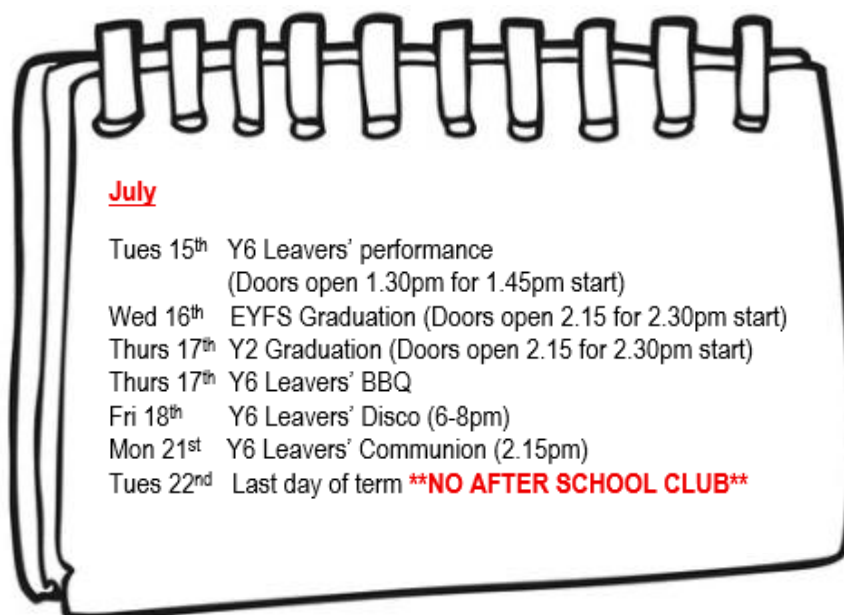 July
Tues 15th Y6 Leavers' performance
(Doors open 1.30pm for 1.45pm start)
Wed 16th EYFS Graduation (Doors open 2.15 for 2.30pm start)
Thurs 17th Y2 Graduation (Doors open 2.15 for 2.30pm start)
Thurs 17th Y6 Leavers' BBQ
Fri 18th Y6 Leavers' Disco (6-8pm)
Mon 21st Y6 Leavers' Communion (2.15pm)
Tues 22nd Last day of term **NO AFTER SCHOOL CLUB**